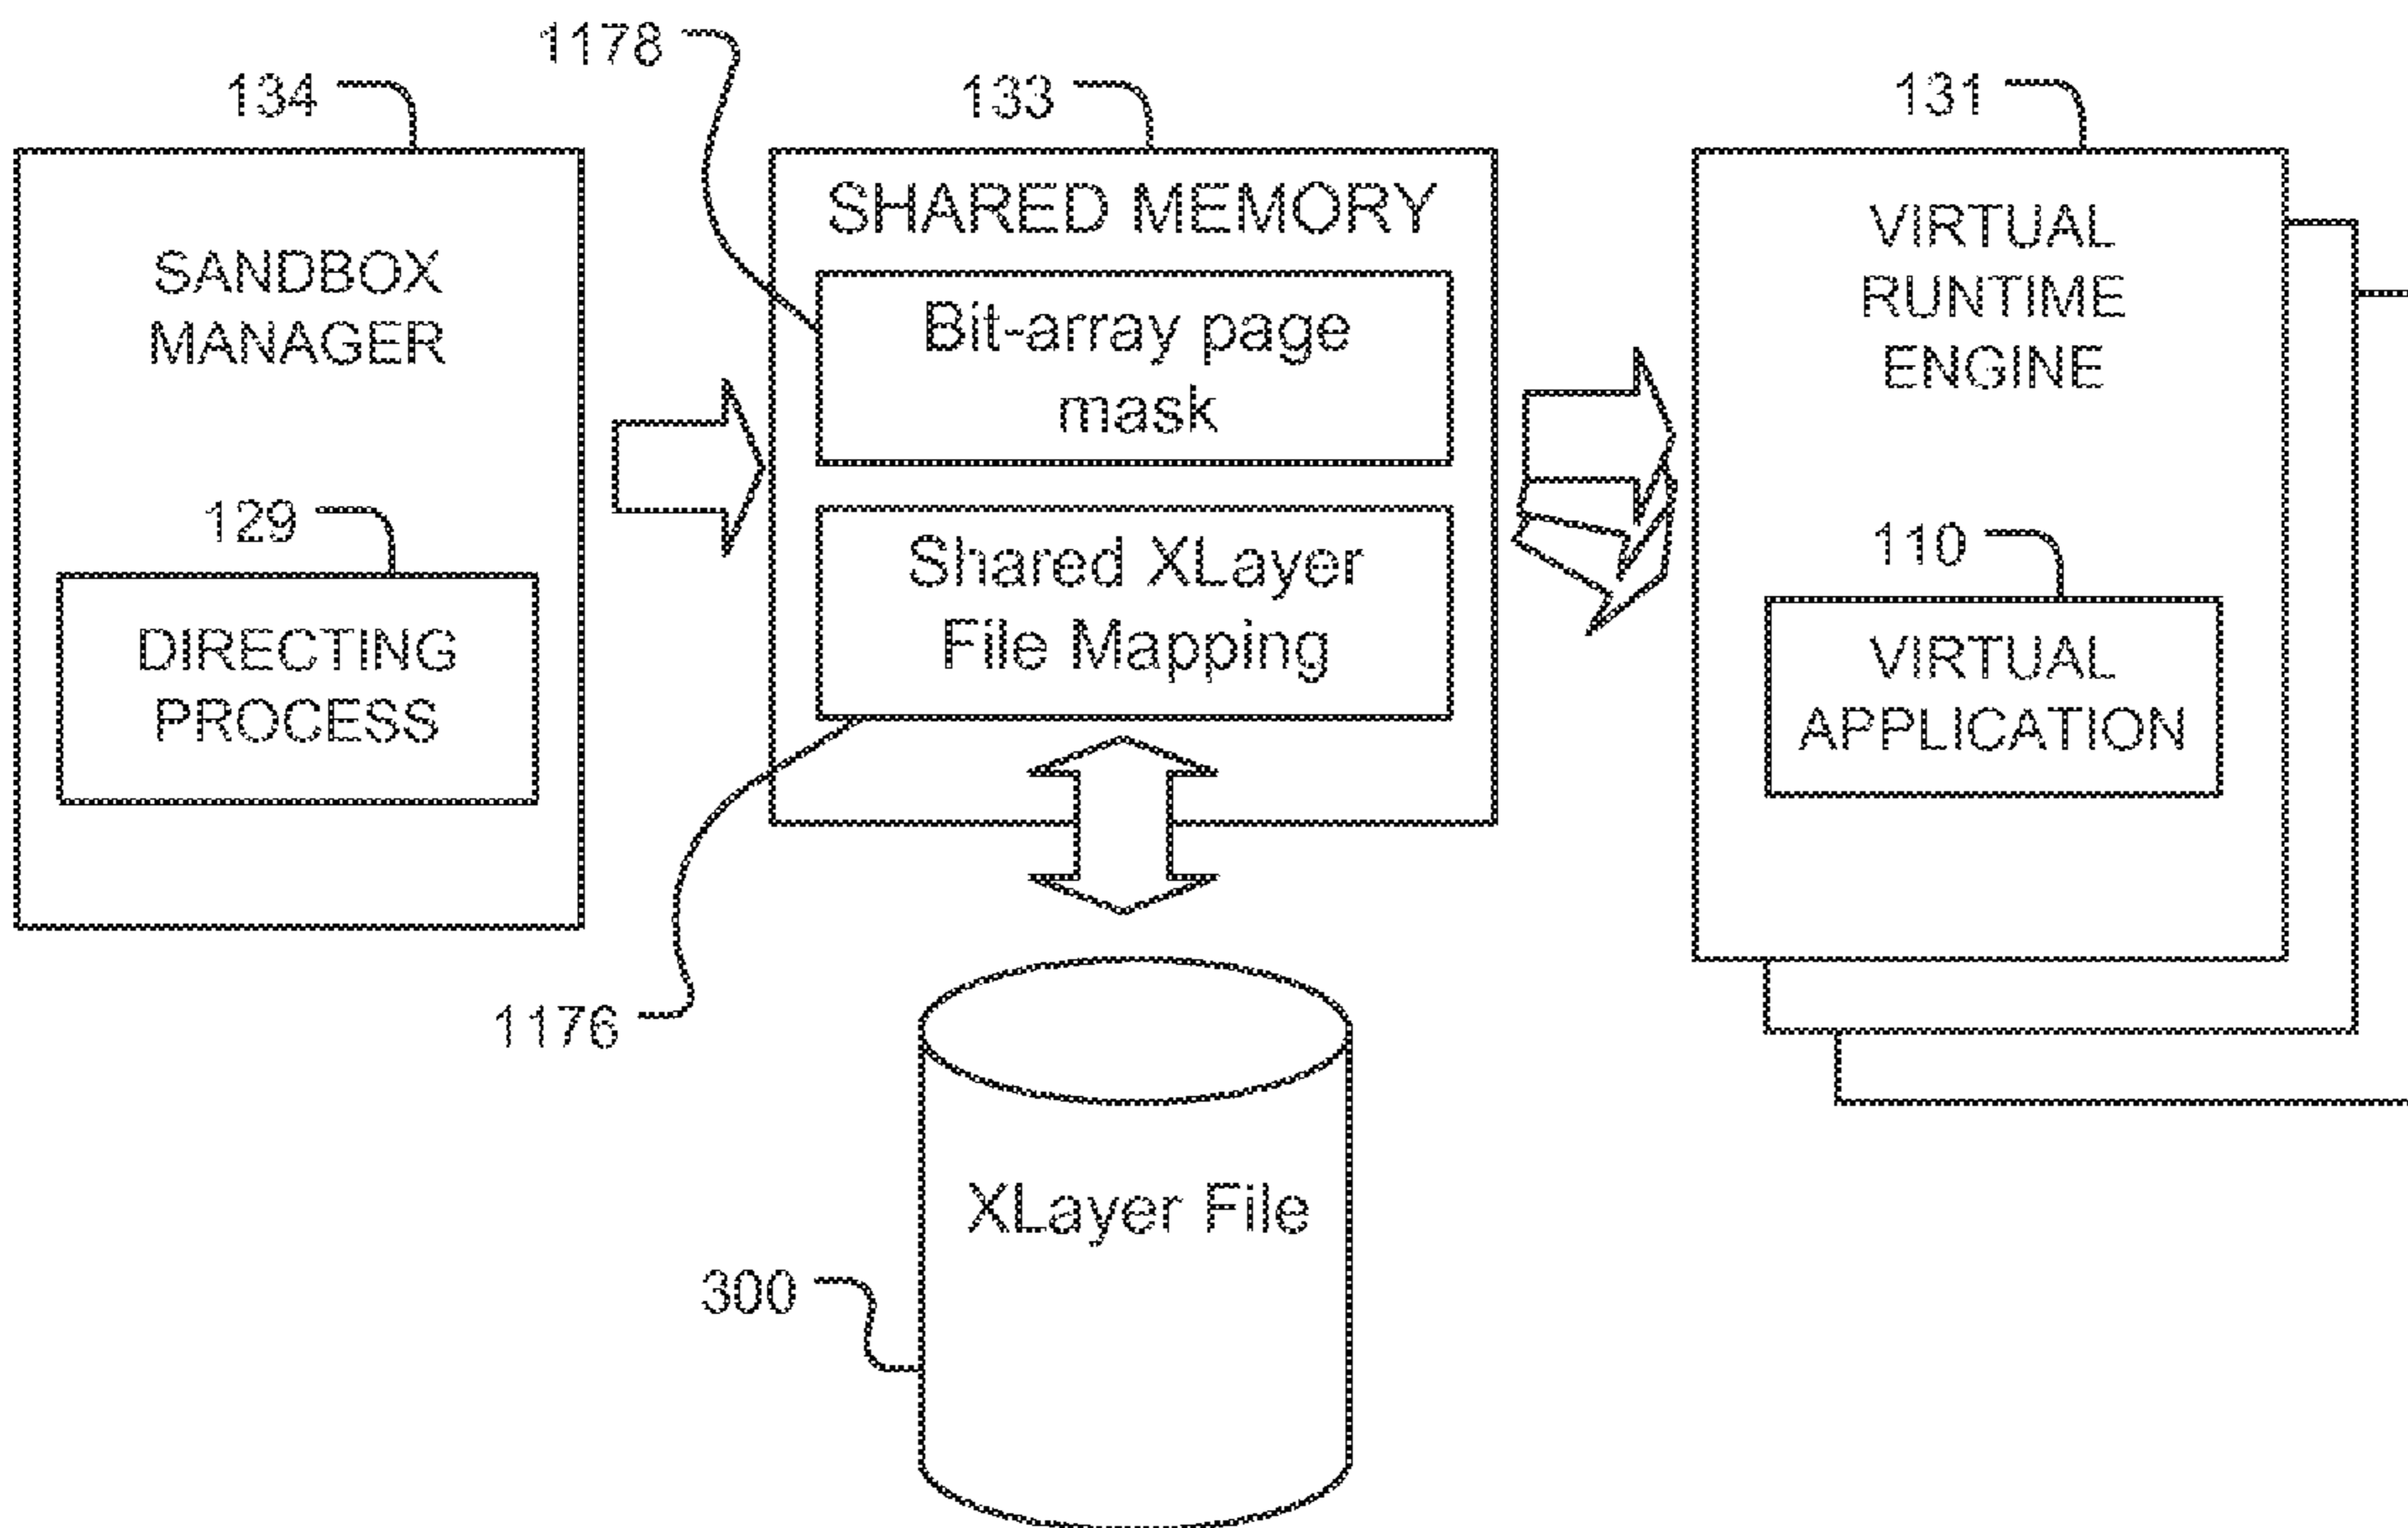 1178
134
133
131
SANDBOX
MANAGER
129
DIRECTING
PROCESS
SHARED MEMORY
Bit-array page
mask
Shared XLayer
File Mapping
1176
VIRTUAL
RUNTIME
ENGINE
110
VIRTUAL
APPLICATION
XLayer File
300